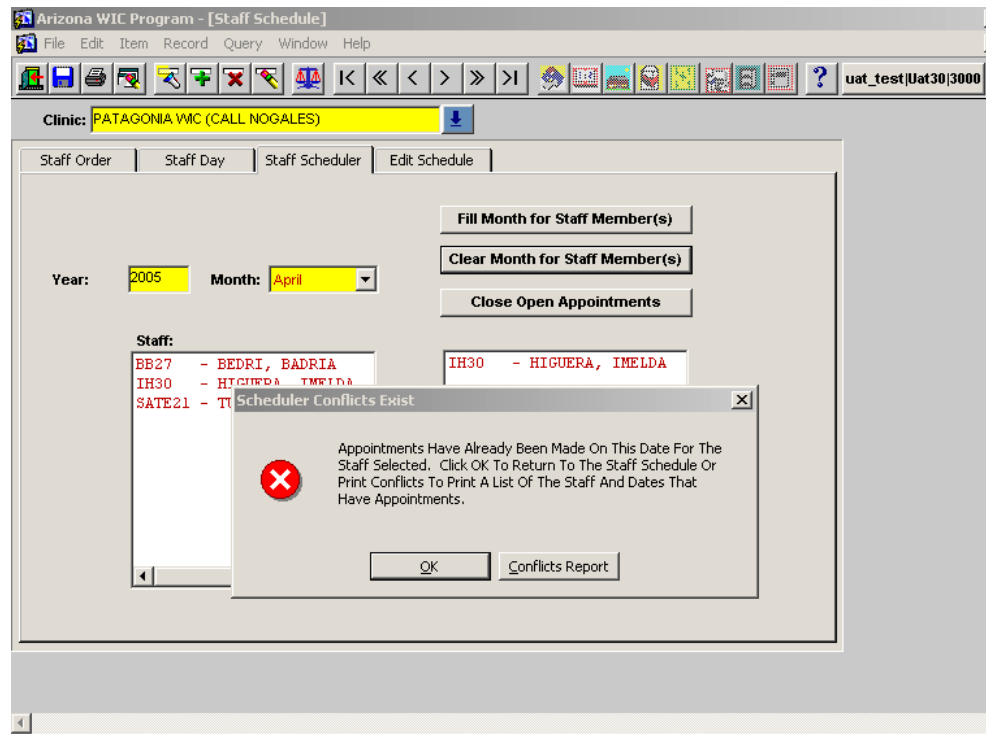 Arizona WIC Program - [Staff Schedule]
File Edit Item Record Query Window Help
? uat_test|Uat30|3000
Clinic: PATAGONIA WIC (CALL NOGALES)
Staff Order Staff Day Staff Scheduler Edit Schedule
Fill Month for Staff Member(s)
Clear Month for Staff Member(s)
Year: 2005 Month: April
Close Open Appointments
Staff:
BB27 - BEDRI, BADRIA
IH30 - HIGUERA, IMELDA
SATE21 -
IH30 - HIGUERA, IMELDA
Scheduler Conflicts Exist
Appointments Have Already Been Made On This Date For The
Staff Selected. Click OK To Return To The Staff Schedule Or
Print Conflicts To Print A List Of The Staff And Dates That
Have Appointments.
OK Conflicts Report